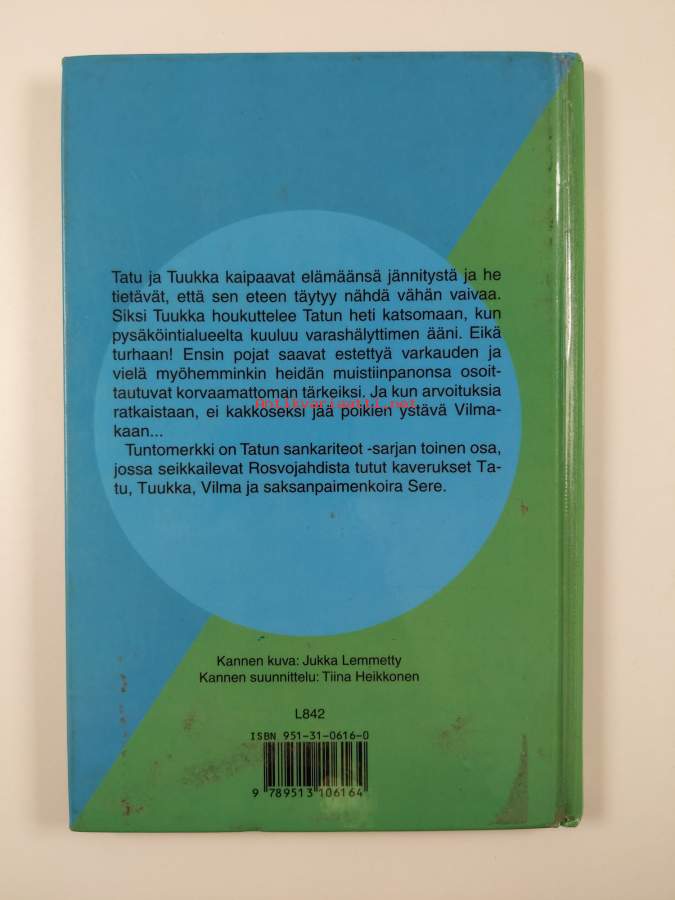 Tatu ja Tuukka kaipaavat elämäänsä jännitystä ja he
tietävät, että sen eteen täytyy nähdä vähän vaivaa.
Siksi Tuukka houkuttelee Tatun heti katsomaan, kun
pysäköintialueelta kuuluu varashälyttimen ääni. Eikä
turhaan! Ensin pojat saavat estettyä varkauden ja
vielä myöhemminkin heidän muistiinpanonsa osoit-
tautuvat korvaamattoman tärkeiksi. Ja kun arvoituksia
ratkaistaan, ei kakkoseksi jää poikien ystävä Vilma-
kaan...
Antikvariaatti.net
Tuntomerkki on Tatun sankariteot -sarjan toinen osa,
jossa seikkailevat Rosvojahdista tutut kaverukset Ta-
tu, Tuukka, Vilma ja saksanpaimenkoira Sere.
Kannen kuva: Jukka Lemmetty
Kannen suunnittelu: Tiina Heikkonen
L842
ISBN 951-31-0616-0
9 789513 106164